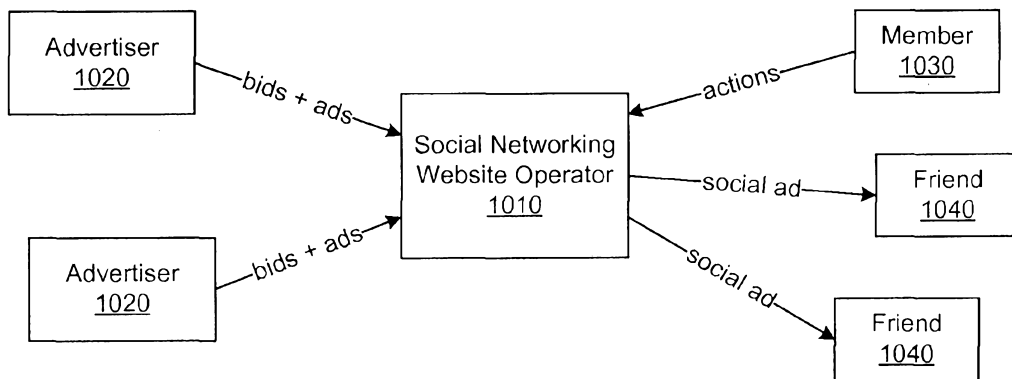 Advertiser
1020
bids + ads
Advertiser
1020
bids + ads
Social Networking
Website Operator
1010
actions
Member
1030
social ad
Friend
1040
social ad
Friend
1040